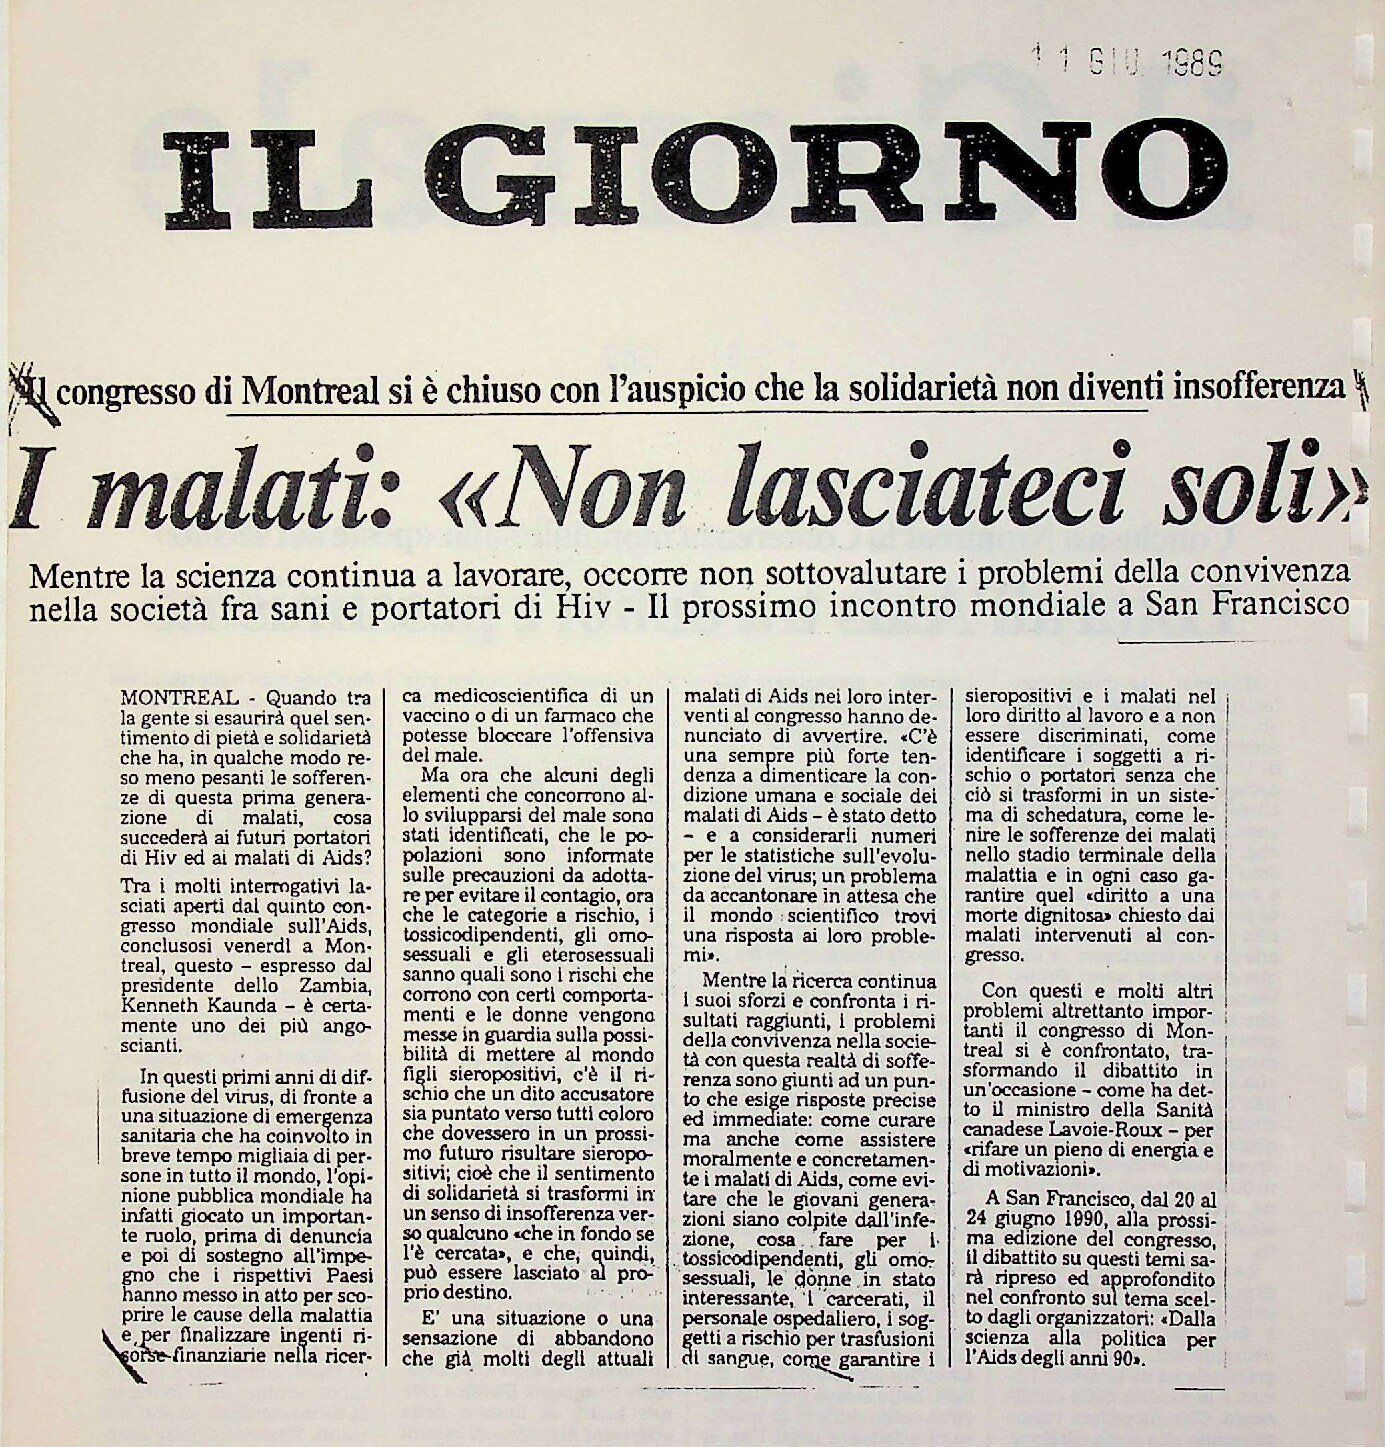 11 GIU. 1989
IL GIORNO
Il congresso di Montreal si è chiuso con l'auspicio che la solidarietà non diventi insofferenza
I malati: «Non lasciateci soli»
Mentre la scienza continua a lavorare, occorre non sottovalutare i problemi della convivenza
nella società fra sani e portatori di Hiv - Il prossimo incontro mondiale a San Francisco
MONTREAL - Quando tra
la gente si esaurirà quel sen-
timento di pietà e solidarietà
che ha, in qualche modo re-
so meno pesanti le sofferen-
ze di questa prima genera-
zione di malati, cosa
succederà ai futuri portatori
di Hiv ed ai malati di Aids?
Tra i molti interrogativi la-
sciati aperti dal quinto con-
gresso mondiale sull'Aids,
conclusosi venerdì a Mon-
treal, questo – espresso dal
presidente dello Zambia,
Kenneth Kaunda – è certa-
mente uno dei più ango-
scianti.
In questi primi anni di dif-
fusione del virus, di fronte a
una situazione di emergenza
sanitaria che ha coinvolto in
breve tempo migliaia di per-
sone in tutto il mondo, l'opi-
nione pubblica mondiale ha
infatti giocato un importan-
te ruolo, prima di denuncia
e poi di sostegno all'impe-
gno che i rispettivi Paesi
hanno messo in atto per sco-
prire le cause della malattia
e per finalizzare ingenti ri-
sorse finanziarie nella ricer-
ca medicoscientifica di un
vaccino o di un farmaco che
potesse bloccare l'offensiva
del male.
Ma ora che alcuni degli
elementi che concorrono al-
lo svilupparsi del male sono
stati identificati, che le po-
polazioni sono informate
sulle precauzioni da adotta-
re per evitare il contagio, ora
che le categorie a rischio, i
tossicodipendenti, gli omo-
sessuali e gli eterosessuali
sanno quali sono i rischi che
corrono con certi comporta-
menti e le donne vengono
messe in guardia sulla possi-
bilità di mettere al mondo
figli sieropositivi, c'è il ri-
schio che un dito accusatore
sia puntato verso tutti coloro
che dovessero in un prossi-
mo futuro risultare sieropo-
sitivi; cioè che il sentimento
di solidarietà si trasformi in
un senso di insofferenza ver-
so qualcuno «che in fondo se
l'è cercata», e che, quindi,
può essere lasciato al pro-
prio destino.
E' una situazione o una
sensazione di abbandono
che già molti degli attuali
malati di Aids nei loro inter-
venti al congresso hanno de-
nunciato di avvertire. «C'è
una sempre più forte ten-
denza a dimenticare la con-
dizione umana e sociale dei
malati di Aids – è stato detto
– e a considerarli numeri
per le statistiche sull'evolu-
zione del virus; un problema
da accantonare in attesa che
il mondo scientifico trovi
una risposta ai loro proble-
mi».
Mentre la ricerca continua
i suoi sforzi e confronta i ri-
sultati raggiunti, i problemi
della convivenza nella socie-
tà con questa realtà di soffe-
renza sono giunti ad un pun-
to che esige risposte precise
ed immediate: come curare
ma anche come assistere
moralmente e concretamen-
te i malati di Aids, come evi-
tare che le giovani genera-
zioni siano colpite dall'infe-
zione, cosa fare per i
tossicodipendenti, gli omo-
sessuali, le donne in stato
interessante, i carcerati, il
personale ospedaliero, i sog-
getti a rischio per trasfusioni
di sangue, come garantire i
sieropositivi e i malati nel
loro diritto al lavoro e a non
essere discriminati, come
identificare i soggetti a ri-
schio o portatori senza che
ciò si trasformi in un siste-
ma di schedatura, come le-
nire le sofferenze dei malati
nello stadio terminale della
malattia e in ogni caso ga-
rantire quel «diritto a una
morte dignitosa» chiesto dai
malati intervenuti al con-
gresso.
Con questi e molti altri
problemi altrettanto impor-
tanti il congresso di Mon-
treal si è confrontato, tra-
sformando il dibattito in
un'occasione – come ha det-
to il ministro della Sanità
canadese Lavoie-Roux – per
«rifare un pieno di energia e
di motivazioni».
A San Francisco, dal 20 al
24 giugno 1990, alla prossi-
ma edizione del congresso,
il dibattito su questi temi sa-
rà ripreso ed approfondito
nel confronto sul tema scel-
to dagli organizzatori: «Dalla
scienza alla politica per
l'Aids degli anni 90».